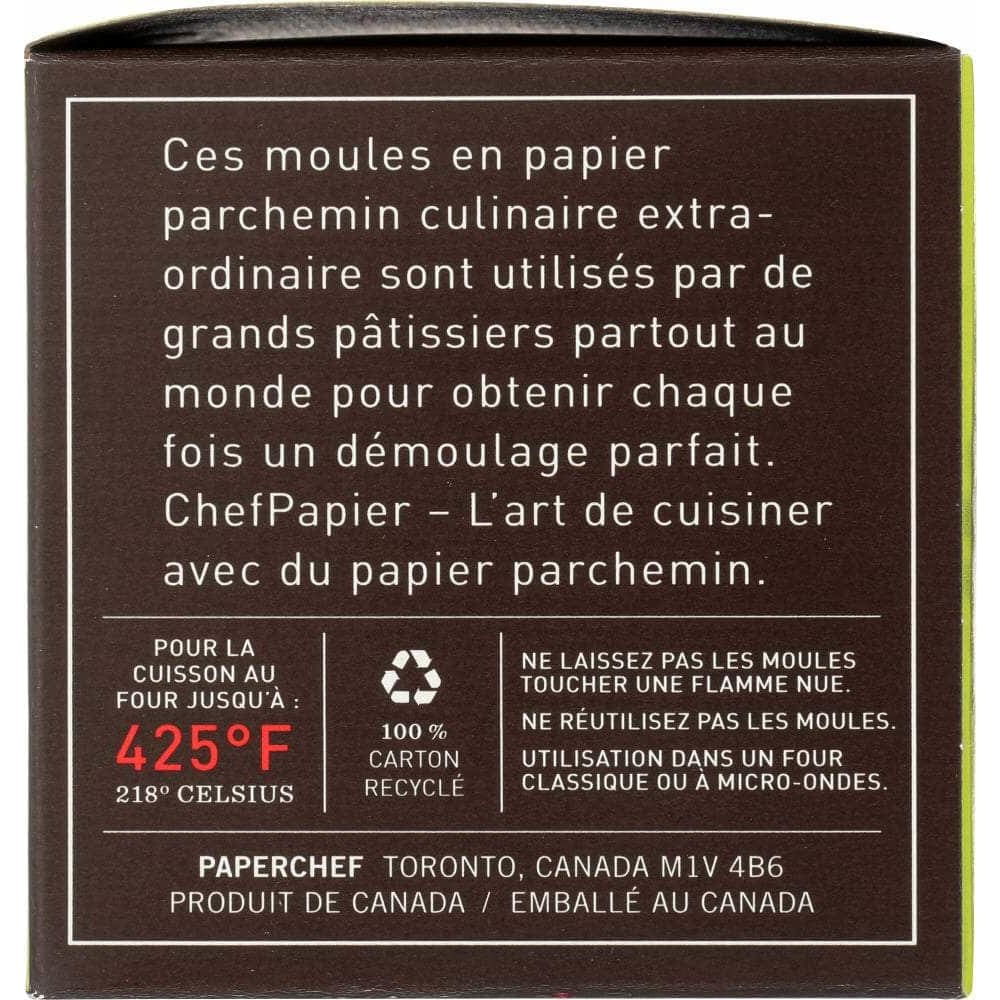 Ces moules en papier
parchemin culinaire extra-
ordinaire sont utilisés par de
grands pâtissiers partout au
monde pour obtenir chaque
fois un démoulage parfait.
ChefPapier – L'art de cuisiner
avec du papier parchemin.
POUR LA
CUISSON AU
FOUR JUSQU'À :
425°F
218° CELSIUS
100 %
CARTON
RECYCLÉ
NE LAISSEZ PAS LES MOULES
TOUCHER UNE FLAMME NUE.
NE RÉUTILISEZ PAS LES MOULES.
UTILISATION DANS UN FOUR
CLASSIQUE OU À MICRO-ONDES.
PAPERCHEF TORONTO, CANADA M1V 4B6
PRODUIT DE CANADA / EMBALLÉ AU CANADA